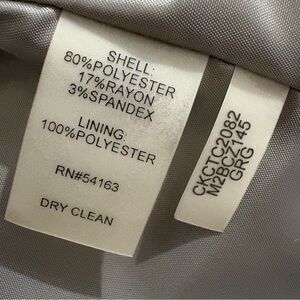 SHELL:
80%POLYESTER
17%RAYON
3%SPANDEX
LINING:
100%POLYESTER
RN#54163
DRY CLEAN
CKCTC2082
M2BCZ145
GRG